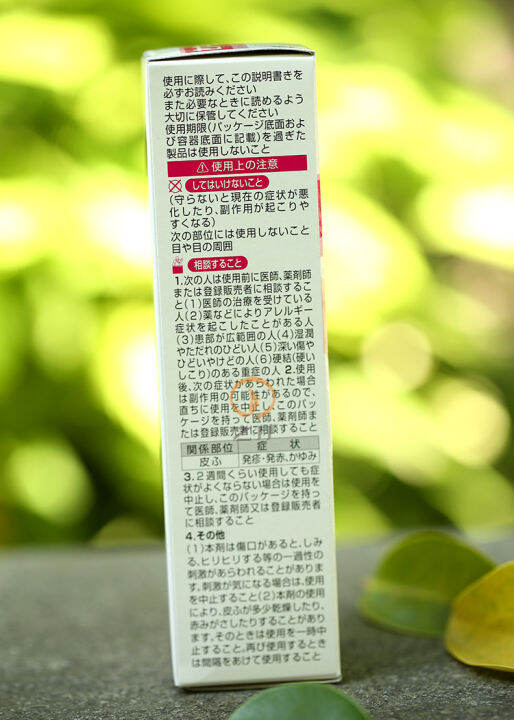 使用に際して、この説明書きを
必ずお読みください
また必要なときに読めるよう
大切に保管してください
使用期限(パッケージ底面およ
び容器底面に記載)を過ぎた
製品は使用しないこと
使用上の注意
してはいけないこと
(守らないと現在の症状が悪
化したり、副作用が起こりや
すくなる)
次の部位には使用しないこと
目や目の周囲
相談すること
1.次の人は使用前に医師、薬剤師
または登録販売者に相談するこ
と(1)医師の治療を受けている
人(2)薬などによりアレルギー
症状を起こしたことがある人
(3)患部が広範囲の人(4)湿潤
やただれのひどい人(5)深い傷や
ひどいやけどの人(6)硬結(硬い
しこり)のある重症の人 2.使用
後、次の症状があらわれた場合
は副作用の可能性があるので、
直ちに使用を中止し、このパッ
ケージを持って医師、薬剤師ま
たは登録販売者に相談すること
関係部位 症状
皮ふ 発疹・発赤、かゆみ
3.2週間くらい使用しても症
状がよくならない場合は使用を
中止し、このパッケージを持っ
て医師、薬剤師又は登録販売者
に相談すること
4.その他
(1)本剤は傷口があると、しみ
る、ヒリヒリする等の一過性の
刺激があらわれることがありま
す。刺激が気になる場合は、使用
を中止すること(2)本剤の使用
により、皮ふが多少乾燥したり、
赤みがさしたりすることがあり
ます。そのときは使用を一時中
止すること。再び使用するときは
は間隔をあけて使用すること